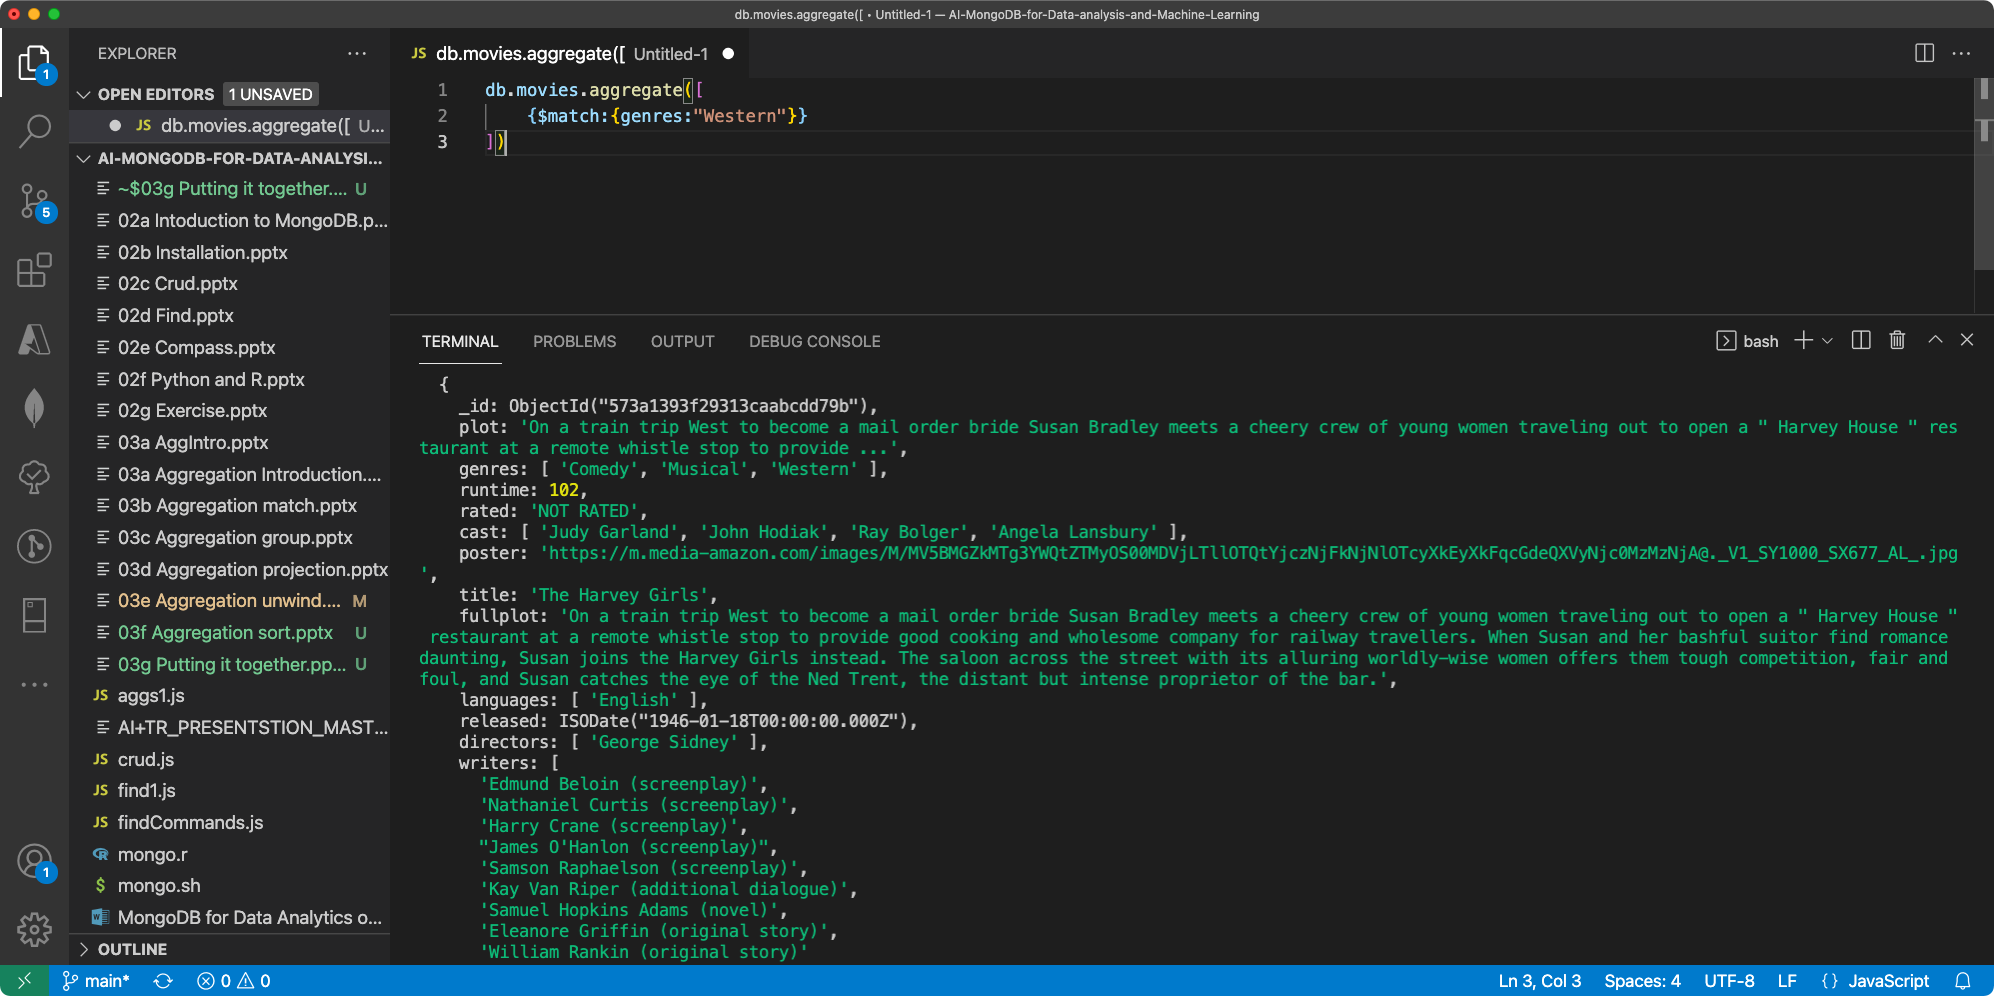 db.movies.aggregate([ • Untitled-1 — AI-MongoDB-for-Data-analysis-and-Machine-Learning
EXPLORER
OPEN EDITORS 1 UNSAVED
JS db.movies.aggregate([ U...
AI-MONGODB-FOR-DATA-ANALYSI...
~$03g Putting it together.... U
02a Intoduction to MongoDB.p...
02b Installation.pptx
02c Crud.pptx
02d Find.pptx
02e Compass.pptx
02f Python and R.pptx
02g Exercise.pptx
03a AggIntro.pptx
03a Aggregation Introduction....
03b Aggregation match.pptx
03c Aggregation group.pptx
03d Aggregation projection.pptx
03e Aggregation unwind.... M
03f Aggregation sort.pptx U
03g Putting it together.pp... U
JS aggs1.js
AI+TR_PRESENTSTION_MAST...
JS crud.js
JS find1.js
JS findCommands.js
R mongo.r
$ mongo.sh
W MongoDB for Data Analytics o...
OUTLINE
1
5
1
JS db.movies.aggregate([ Untitled-1
1 db.movies.aggregate([
2 {$match:{genres:"Western"}}
3 ])
TERMINAL PROBLEMS OUTPUT DEBUG CONSOLE
bash
{
_id: ObjectId("573a1393f29313caabcdd79b"),
plot: 'On a train trip West to become a mail order bride Susan Bradley meets a cheery crew of young women traveling out to open a " Harvey House " res
taurant at a remote whistle stop to provide ...',
genres: [ 'Comedy', 'Musical', 'Western' ],
runtime: 102,
rated: 'NOT RATED',
cast: [ 'Judy Garland', 'John Hodiak', 'Ray Bolger', 'Angela Lansbury' ],
poster: 'https://m.media-amazon.com/images/M/MV5BMGZkMTg3YWQtZTMyOS00MDVjLTllOTQtYjczNjFkNjNlOTcyXkEyXkFqcGdeQXVyNjc0MzMzNjA@._V1_SY1000_SX677_AL_.jpg
',
title: 'The Harvey Girls',
fullplot: 'On a train trip West to become a mail order bride Susan Bradley meets a cheery crew of young women traveling out to open a " Harvey House "
restaurant at a remote whistle stop to provide good cooking and wholesome company for railway travellers. When Susan and her bashful suitor find romance
daunting, Susan joins the Harvey Girls instead. The saloon across the street with its alluring worldly-wise women offers them tough competition, fair and
foul, and Susan catches the eye of the Ned Trent, the distant but intense proprietor of the bar.',
languages: [ 'English' ],
released: ISODate("1946-01-18T00:00:00.000Z"),
directors: [ 'George Sidney' ],
writers: [
'Edmund Beloin (screenplay)',
'Nathaniel Curtis (screenplay)',
'Harry Crane (screenplay)',
"James O'Hanlon (screenplay)",
'Samson Raphaelson (screenplay)',
'Kay Van Riper (additional dialogue)',
'Samuel Hopkins Adams (novel)',
'Eleanore Griffin (original story)',
'William Rankin (original story)'
main* 0 0 Ln 3, Col 3 Spaces: 4 UTF-8 LF {} JavaScript